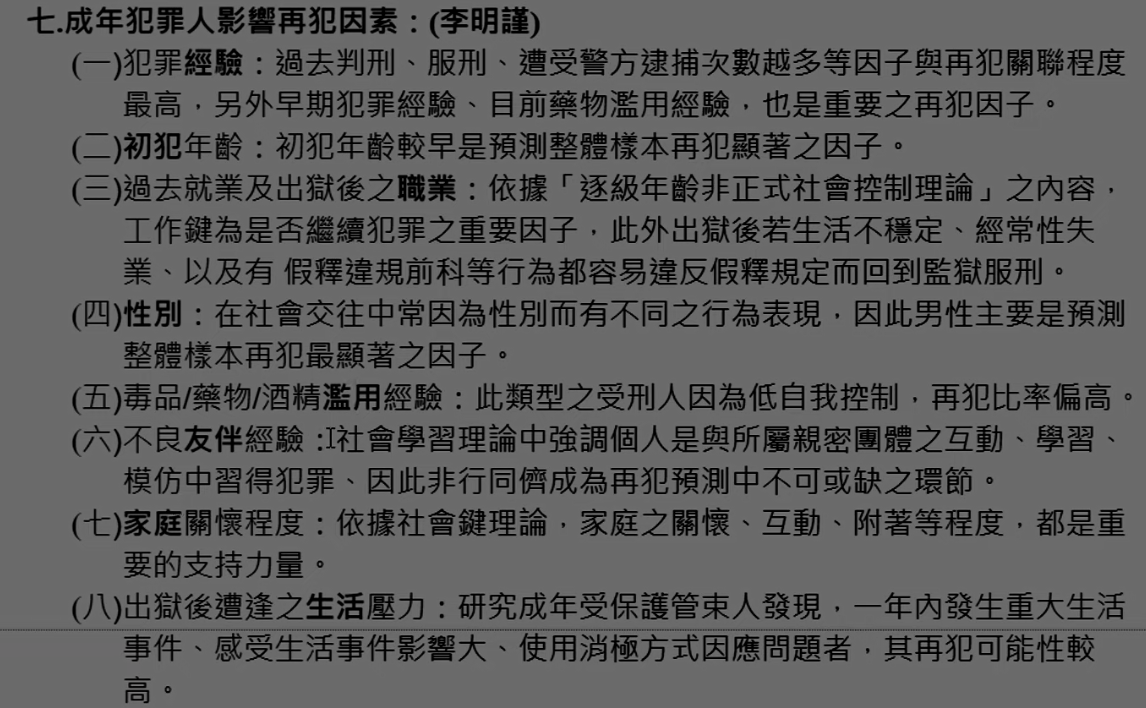 七.成年犯罪人影響再犯因素：(李明謹)
(一)犯罪經驗：過去判刑、服刑、遭受警方逮捕次數越多等因子與再犯關聯程度
最高，另外早期犯罪經驗、目前藥物濫用經驗，也是重要之再犯因子。
(二)初犯年齡：初犯年齡較早是預測整體樣本再犯顯著之因子。
(三)過去就業及出獄後之職業：依據「逐級年齡非正式社會控制理論」之內容，
工作鍵為是否繼續犯罪之重要因子，此外出獄後若生活不穩定、經常性失
業、以及有 假釋違規前科等行為都容易違反假釋規定而回到監獄服刑。
(四)性別：在社會交往中常因為性別而有不同之行為表現，因此男性主要是預測
整體樣本再犯最顯著之因子。
(五)毒品/藥物/酒精濫用經驗：此類型之受刑人因為低自我控制，再犯比率偏高。
(六)不良友伴經驗：社會學習理論中強調個人是與所屬親密團體之互動、學習、
模仿中習得犯罪、因此非行同儕成為再犯預測中不可或缺之環節。
(七)家庭關懷程度：依據社會鍵理論，家庭之關懷、互動、附著等程度，都是重
要的支持力量。
(八)出獄後遭逢之生活壓力：研究成年受保護管束人發現，一年內發生重大生活
事件、感受生活事件影響大、使用消極方式因應問題者，其再犯可能性較
高。